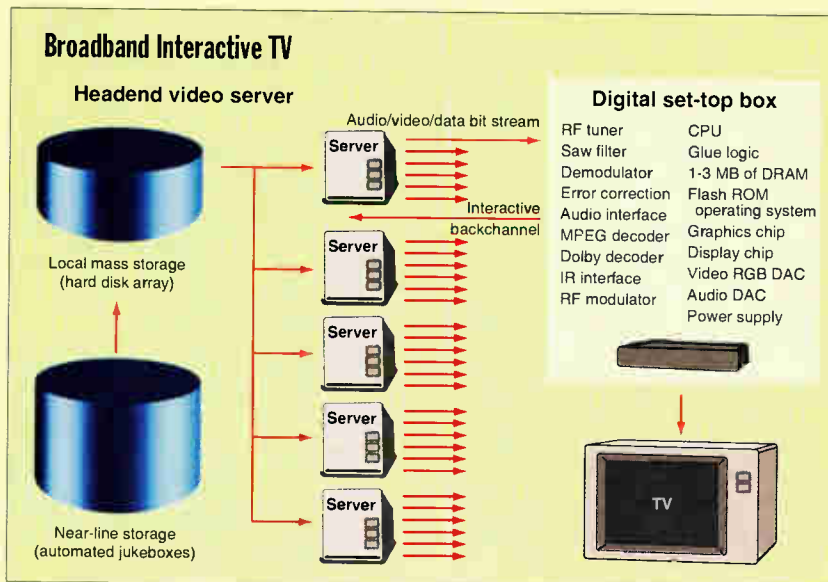 Broadband Interactive TV
Headend video server
Local mass storage
(hard disk array)
Near-line storage
(automated jukeboxes)
Server
Server
Server
Server
Server
Audio/video/data bit stream
Interactive
backchannel
Digital set-top box
RF tuner
Saw filter
Demodulator
Error correction
Audio interface
MPEG decoder
Dolby decoder
IR interface
RF modulator
CPU
Glue logic
1-3 MB of DRAM
Flash ROM
operating system
Graphics chip
Display chip
Video RGB DAC
Audio DAC
Power supply
TV